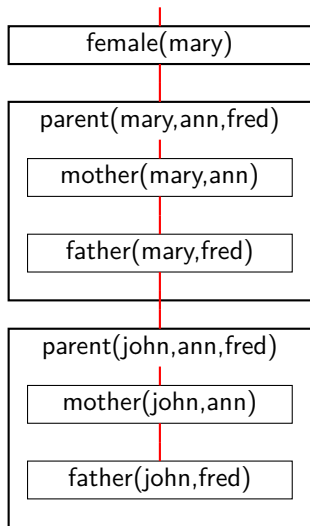 female(mary)
parent(mary,ann,fred)
mother(mary,ann)
father(mary,fred)
parent(john,ann,fred)
mother(john,ann)
father(john,fred)